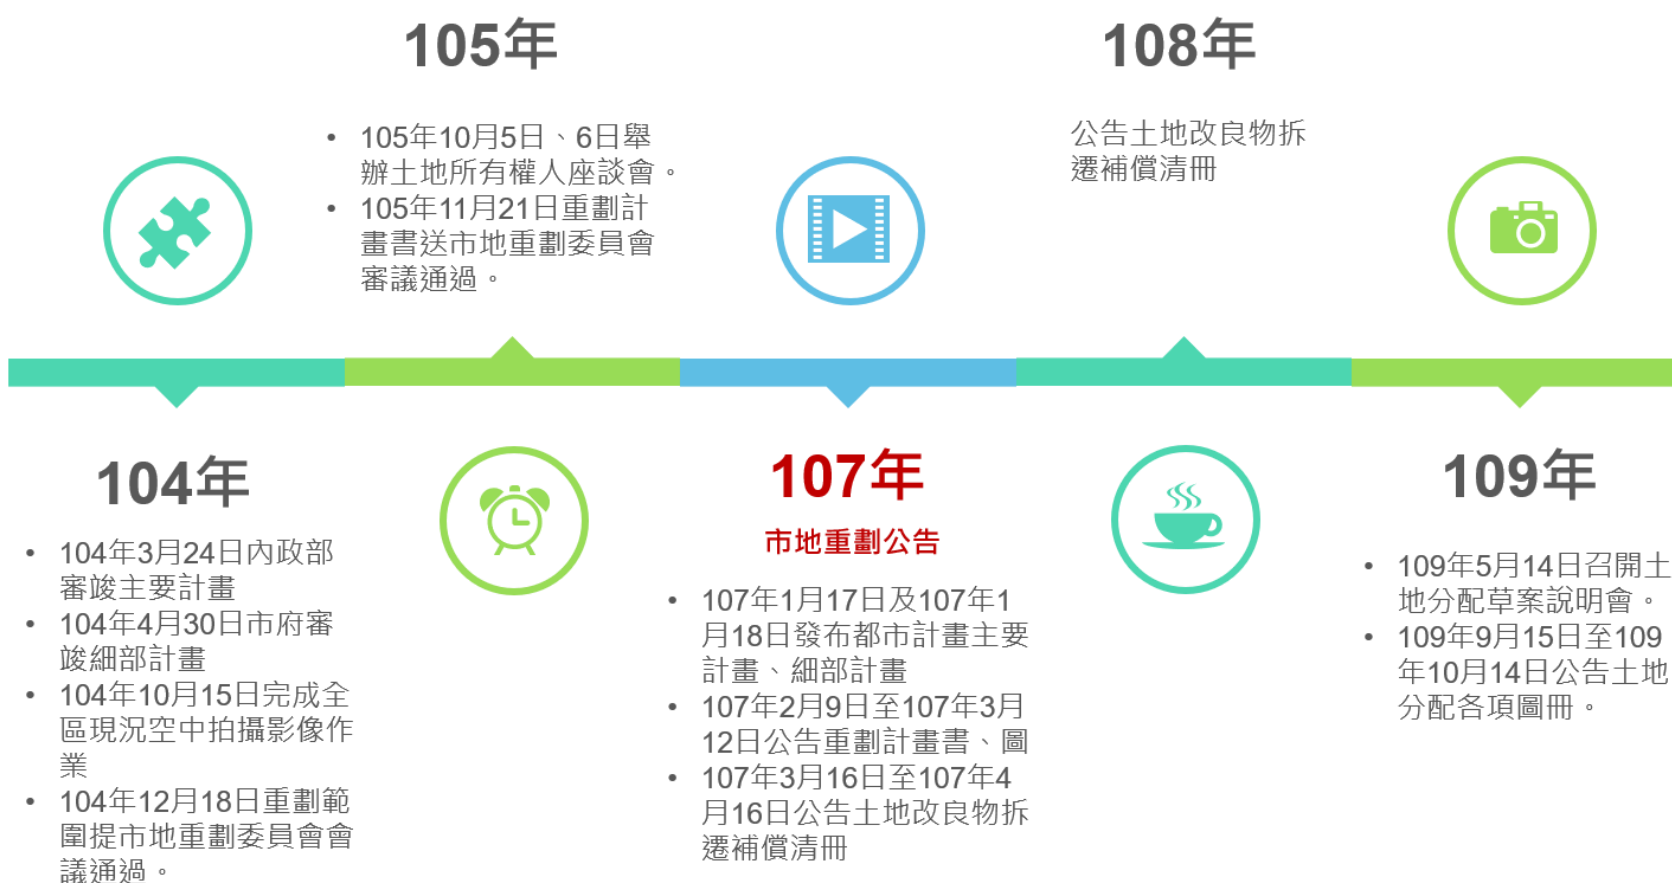 105年
• 105年10月5日、6日舉
辦土地所有權人座談會。
• 105年11月21日重劃計
畫書送市地重劃委員會
審議通過。
108年
公告土地改良物拆
遷補償清冊
104年
• 104年3月24日內政部
審竣主要計畫
• 104年4月30日市府審
竣細部計畫
• 104年10月15日完成全
區現況空中拍攝影像作
業
• 104年12月18日重劃範
圍提市地重劃委員會會
議通過。
107年
市地重劃公告
• 107年1月17日及107年1
月18日發布都市計畫主要
計畫、細部計畫
• 107年2月9日至107年3月
12日公告重劃計畫書、圖
• 107年3月16日至107年4
月16日公告土地改良物拆
遷補償清冊
109年
• 109年5月14日召開土
地分配草案說明會。
• 109年9月15日至109
年10月14日公告土地
分配各項圖冊。